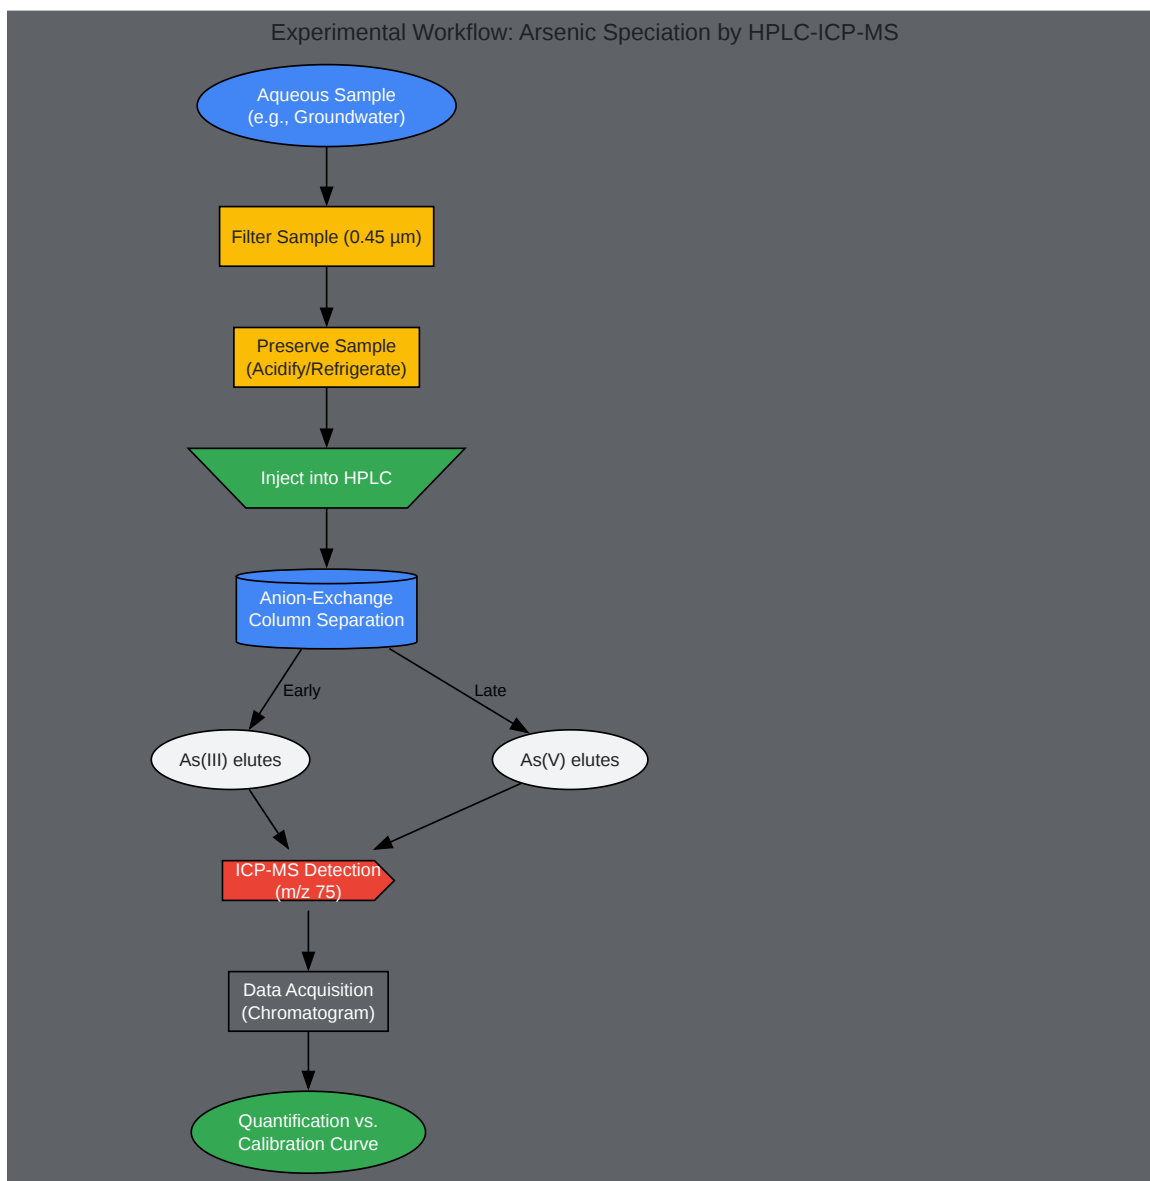 Experimental Workflow: Arsenic Speciation by HPLC-ICP-MS
Aqueous Sample
(e.g., Groundwater)
Filter Sample (0.45 µm)
Preserve Sample
(Acidify/Refrigerate)
Inject into HPLC
Anion-Exchange
Column Separation
Early
Late
As(III) elutes
As(V) elutes
ICP-MS Detection
(m/z 75)
Data Acquisition
(Chromatogram)
Quantification vs.
Calibration Curve